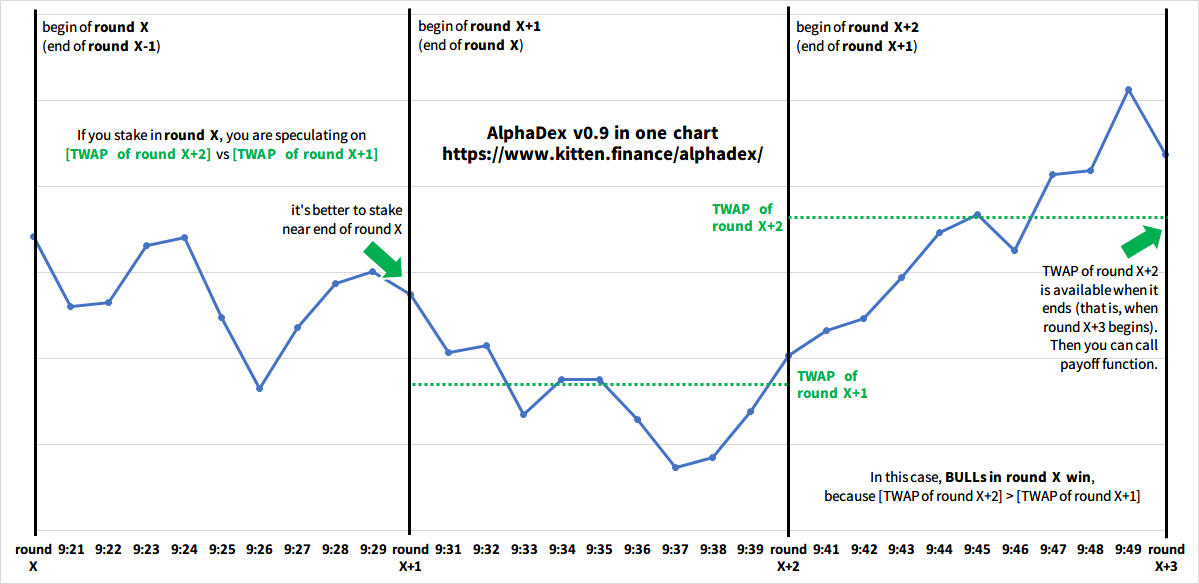 begin of round X
(end of round X-1)
begin of round X+1
(end of round X)
begin of round X+2
(end of round X+1)
If you stake in round X, you are speculating on
[TWAP of round X+2] vs [TWAP of round X+1]
AlphaDex v0.9 in one chart
https://www.kitten.finance/alphadex/
it's better to stake
near end of round X
TWAP of
round X+2
TWAP of round X+2
is available when it
ends (that is, when
round X+3 begins).
Then you can call
payoff function.
TWAP of
round X+1
In this case, BULLs in round X win,
because [TWAP of round X+2] > [TWAP of round X+1]
round 9:21 9:22 9:23 9:24 9:25 9:26 9:27 9:28 9:29 round 9:31 9:32 9:33 9:34 9:35 9:36 9:37 9:38 9:39 round 9:41 9:42 9:43 9:44 9:45 9:46 9:47 9:48 9:49 round
X X+1 X+2 X+3